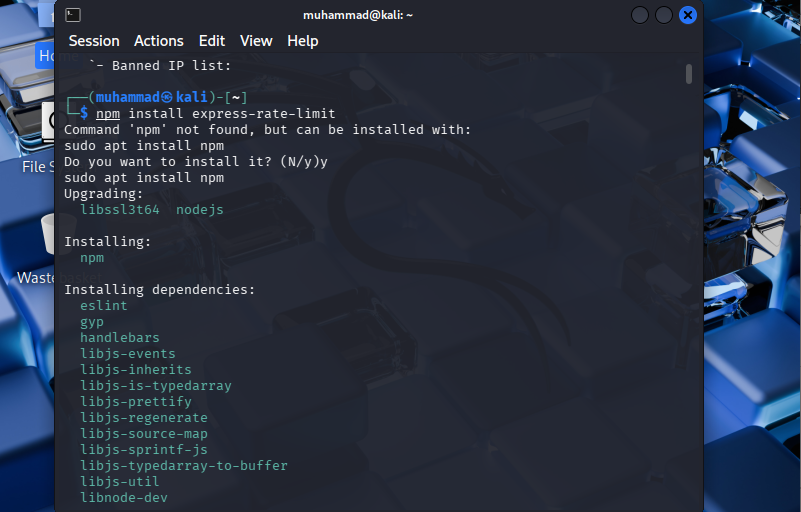 muhammad@kali: ~
Session Actions Edit View Help
`- Banned IP list:
┌──(muhammad㉿kali)-[~]
└─$ npm install express-rate-limit
Command 'npm' not found, but can be installed with:
sudo apt install npm
Do you want to install it? (N/y)y
sudo apt install npm
Upgrading:
libssl3t64 nodejs
Installing:
npm
Installing dependencies:
eslint
gyp
handlebars
libjs-events
libjs-inherits
libjs-is-typedarray
libjs-prettify
libjs-regenerate
libjs-source-map
libjs-sprintf-js
libjs-typedarray-to-buffer
libjs-util
libnode-dev
Ho
File S
Waste